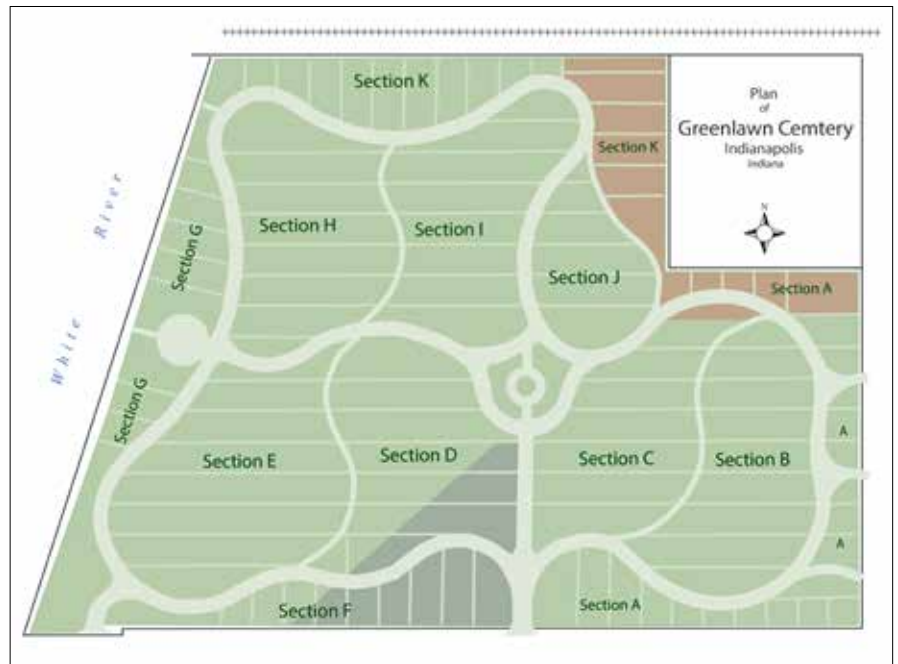 Section K
Plan
of
Greenlawn Cemtery
Indianapolis
Indiana
N
Section K
Section H
Section I
Section G
Section J
Section A
White River
Section G
Section E
Section D
Section C
Section B
A
A
Section F
Section A